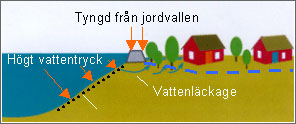 Tyngd från jordvallen
Högt vattentryck
Vattenläckage